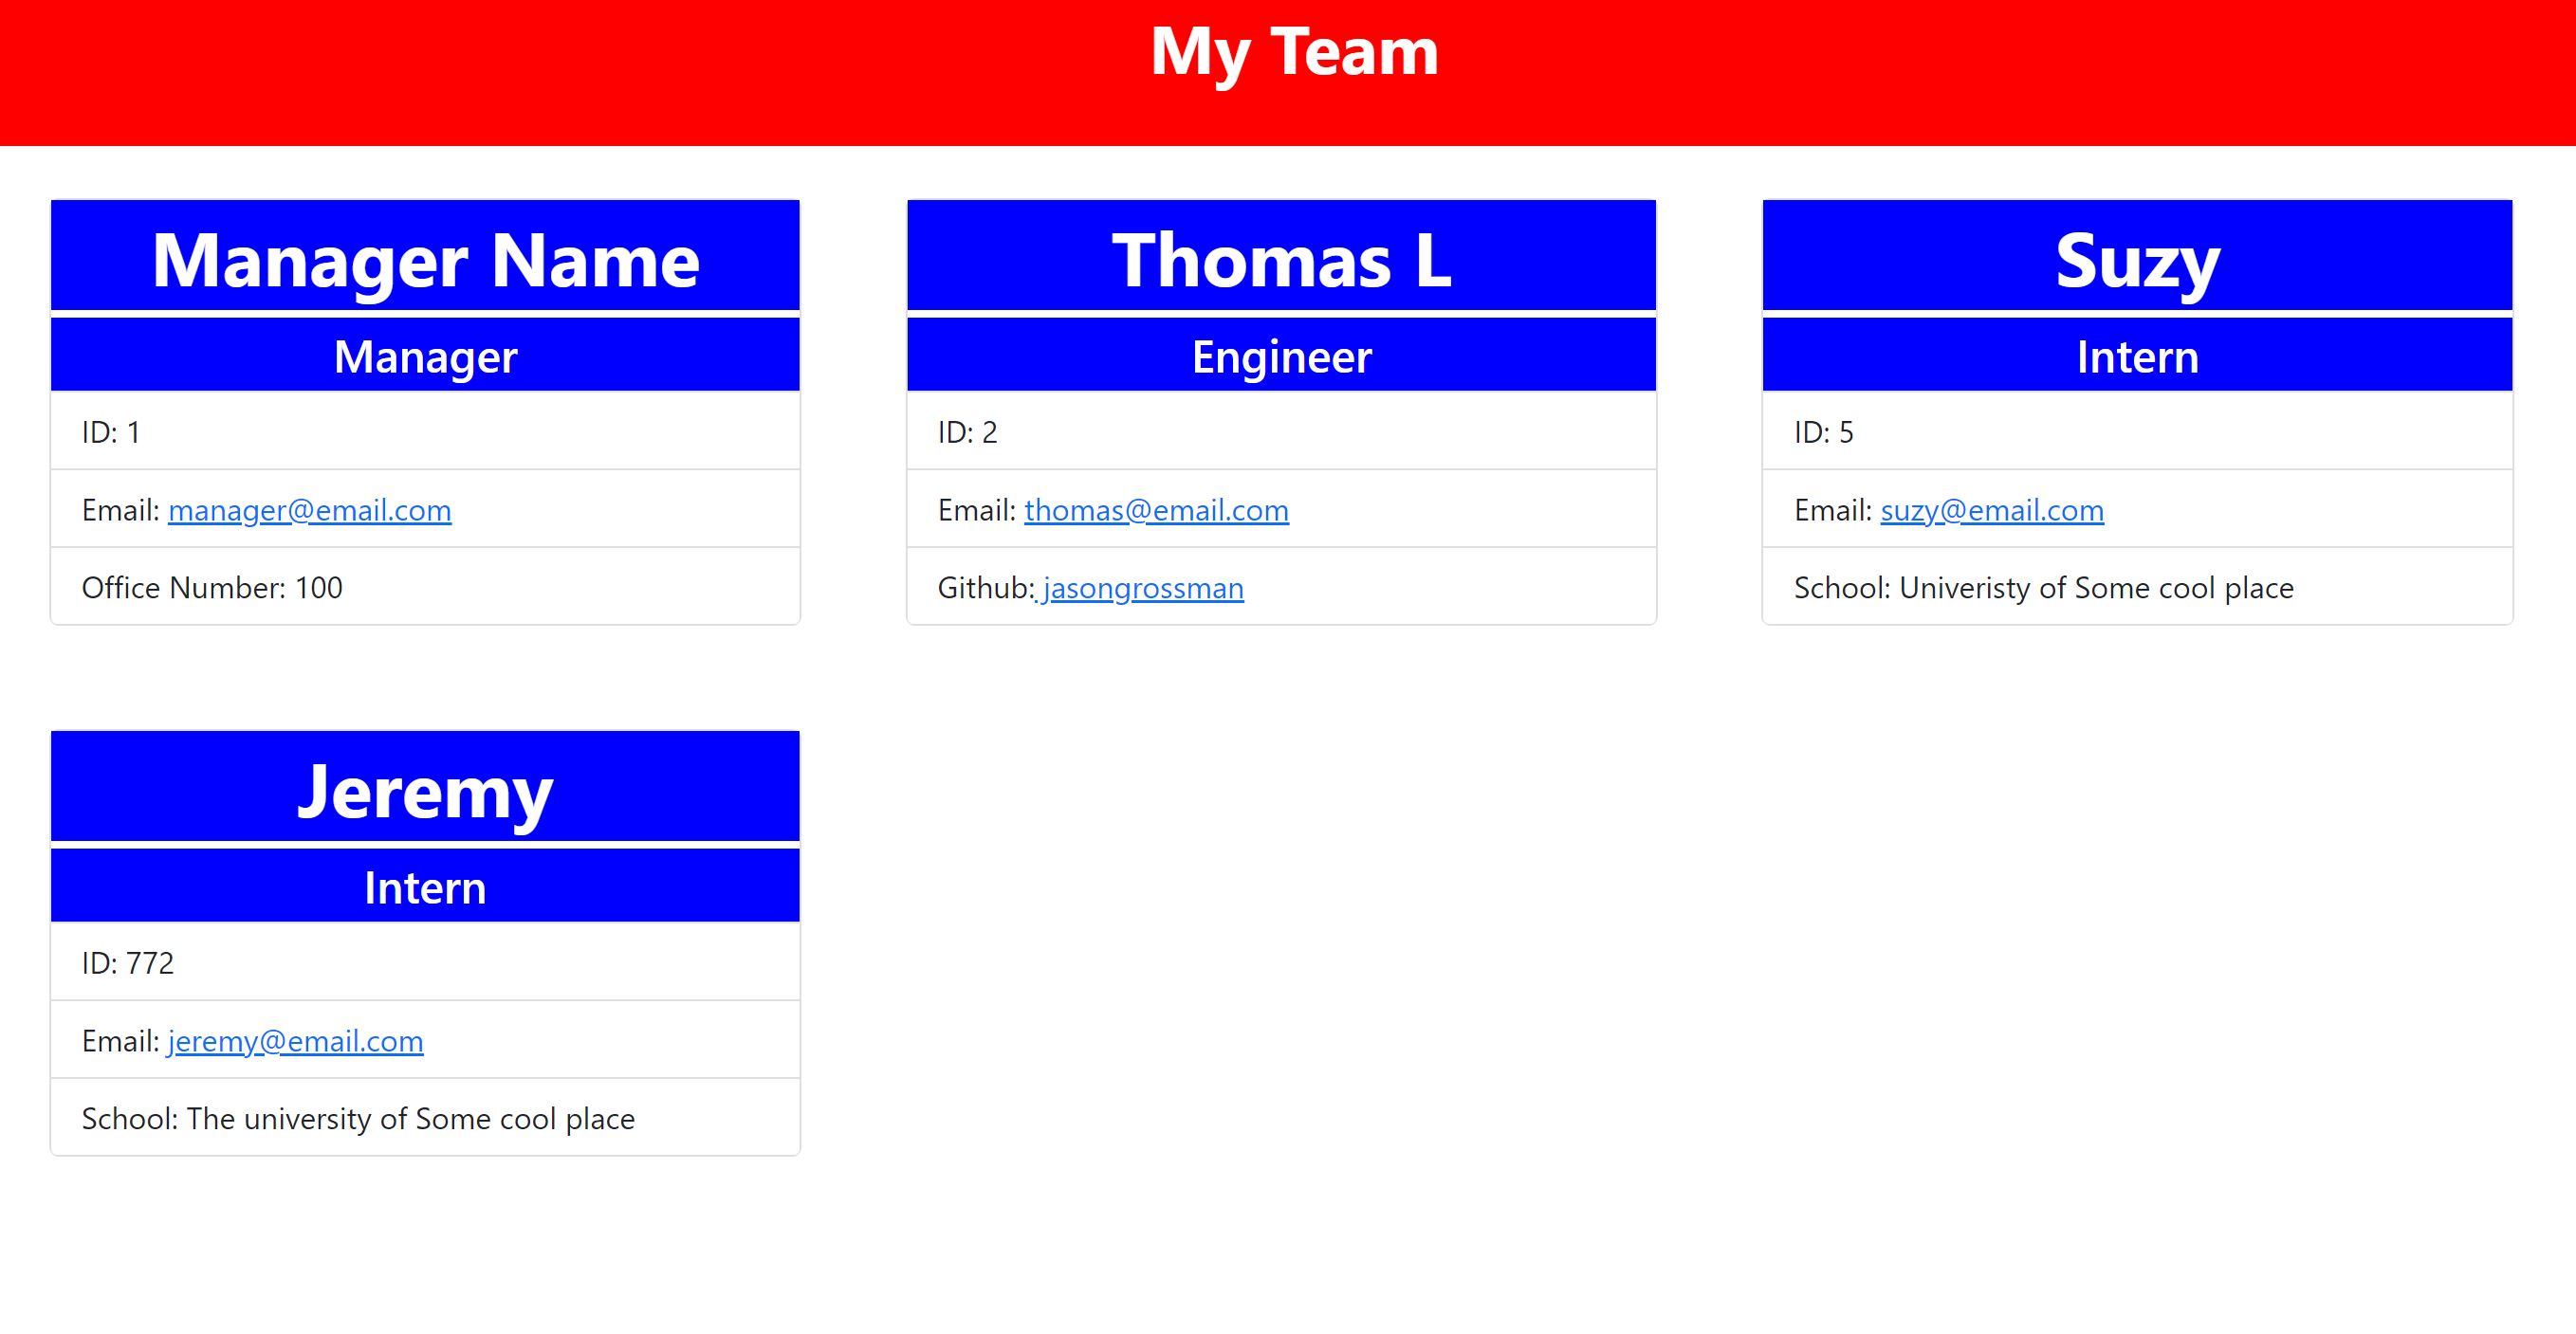 My Team
Manager Name
Manager
ID: 1
Email: manager@email.com
Office Number: 100
Thomas L
Engineer
ID: 2
Email: thomas@email.com
Github: jasongrossman
Suzy
Intern
ID: 5
Email: suzy@email.com
School: Univeristy of Some cool place
Jeremy
Intern
ID: 772
Email: jeremy@email.com
School: The university of Some cool place